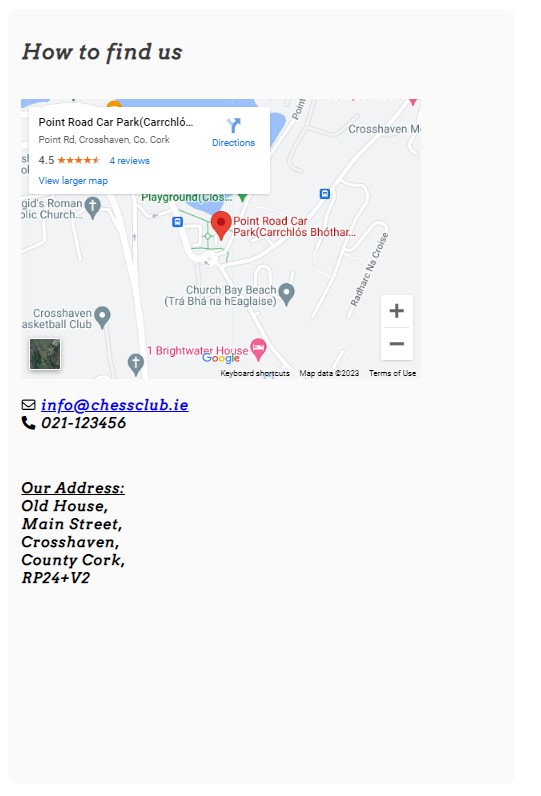 How to find us
Point Road Car Park(Carrchló...
Point Rd, Crosshaven, Co. Cork
Directions
4.5
4 reviews
View larger map
Point
Crosshaven M
Playground(Clós...
gid's Roman
olic Church...
Point Road Car
Park(Carrchlós Bhóthar...
Radharc Na Croise
Church Bay Beach
(Trá Bhá na hEaglaise)
Crosshaven
asketball Club
1 Brightwater House
Google
Keyboard shortcuts
Map data ©2023
Terms of Use
info@chessclub.ie
021-123456
Our Address:
Old House,
Main Street,
Crosshaven,
County Cork,
RP24+V2